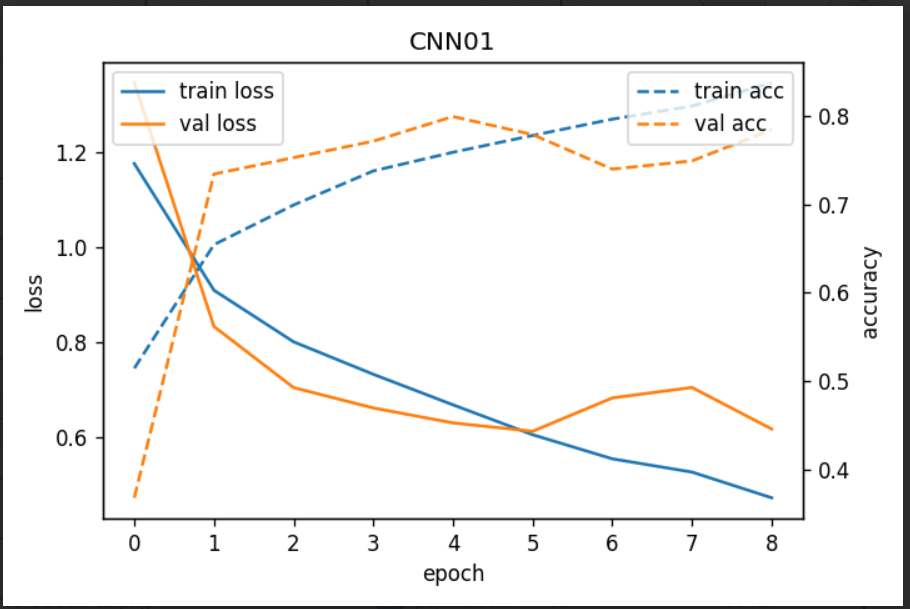 CNN01
train loss
val loss
train acc
val acc
1.2
1.0
0.8
0.6
loss
0.8
0.7
0.6
0.5
0.4
accuracy
0 1 2 3 4 5 6 7 8
epoch